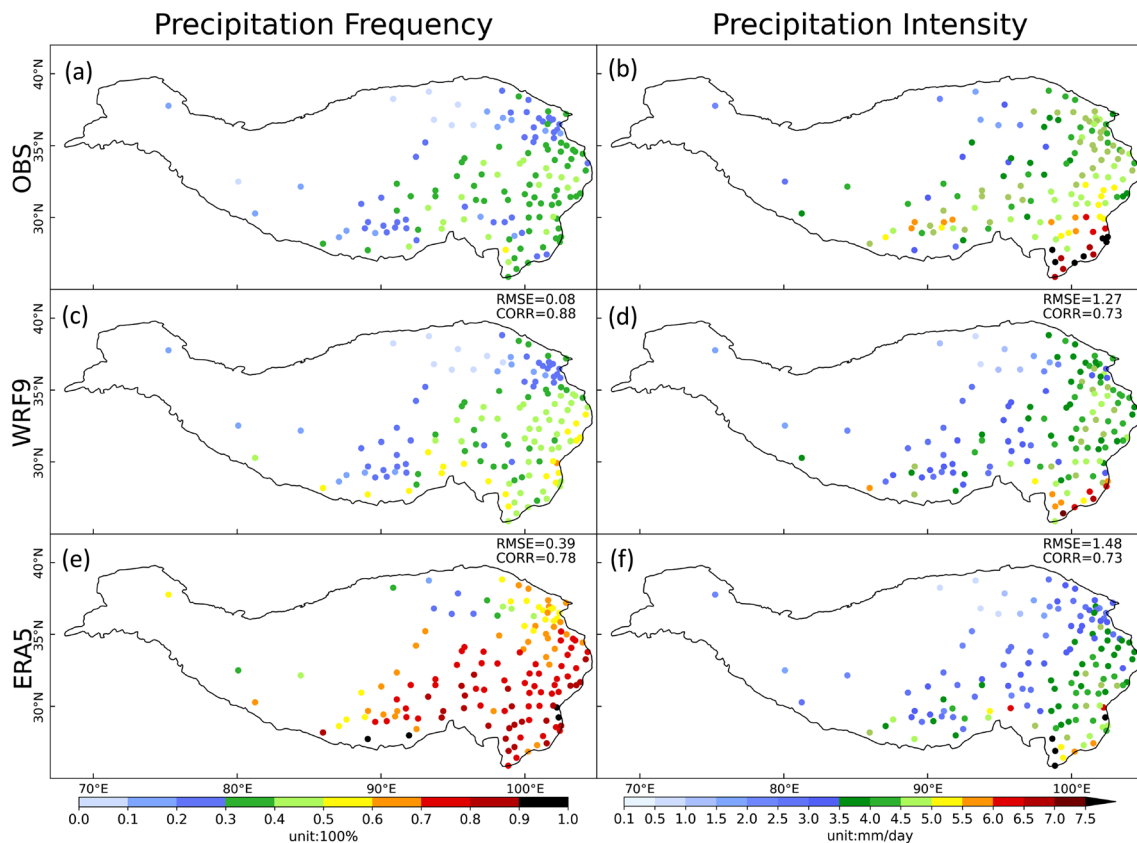 Precipitation Frequency
Precipitation Intensity
(a)
(b)
40°N
35°N
30°N
OBS
RMSE=0.08
CORR=0.88
RMSE=1.27
CORR=0.73
(c)
(d)
40°N
35°N
30°N
WRF9
RMSE=0.39
CORR=0.78
RMSE=1.48
CORR=0.73
(e)
(f)
40°N
35°N
30°N
ERA5
70°E 80°E 90°E 100°E
70°E 80°E 90°E 100°E
0.0 0.1 0.2 0.3 0.4 0.5 0.6 0.7 0.8 0.9 1.0
unit:100%
0.1 0.5 1.0 1.5 2.0 2.5 3.5 4.0 4.5 5.0 5.5 6.0 6.5 7.0 7.5
unit:mm/day